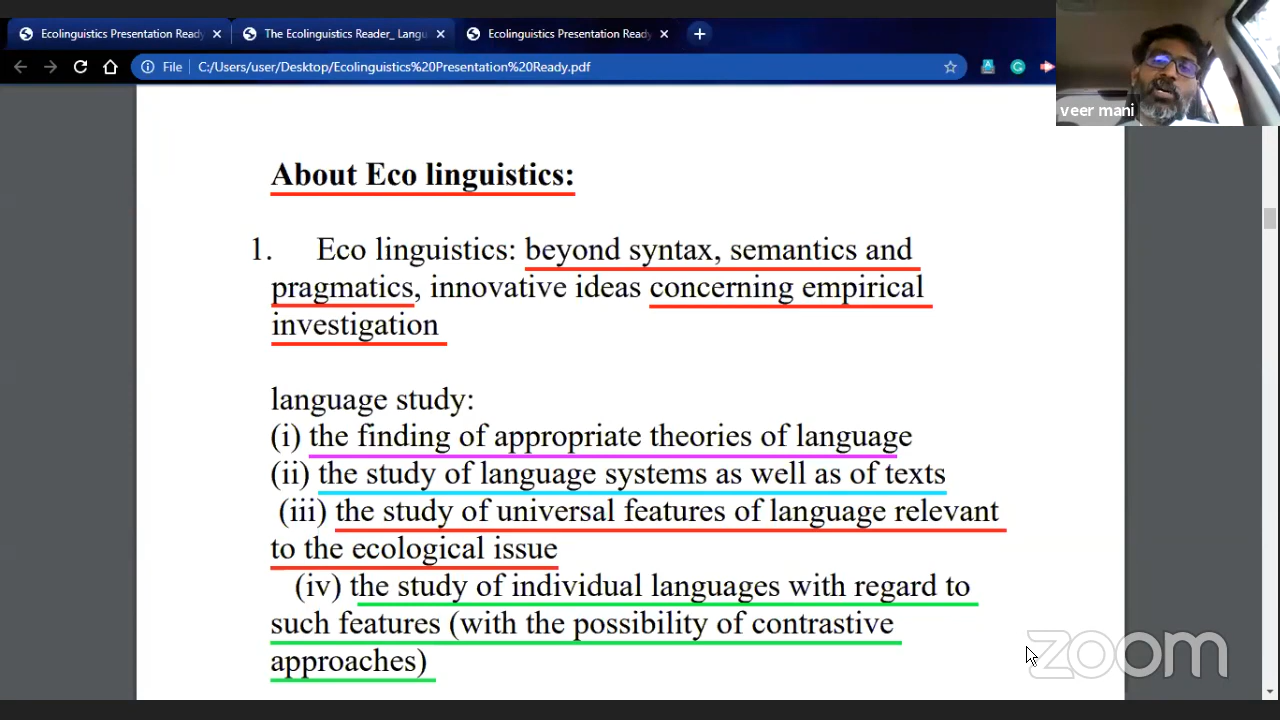 Ecolinguistics Presentation Ready
The Ecolinguistics Reader_ Langu
Ecolinguistics Presentation Ready
File
C:/Users/user/Desktop/Ecolinguistics%20Presentation%20Ready.pdf
veer mani
About Eco linguistics:
1. Eco linguistics: beyond syntax, semantics and
pragmatics, innovative ideas concerning empirical
investigation
language study:
(i) the finding of appropriate theories of language
(ii) the study of language systems as well as of texts
(iii) the study of universal features of language relevant
to the ecological issue
(iv) the study of individual languages with regard to
such features (with the possibility of contrastive
approaches)
zoom